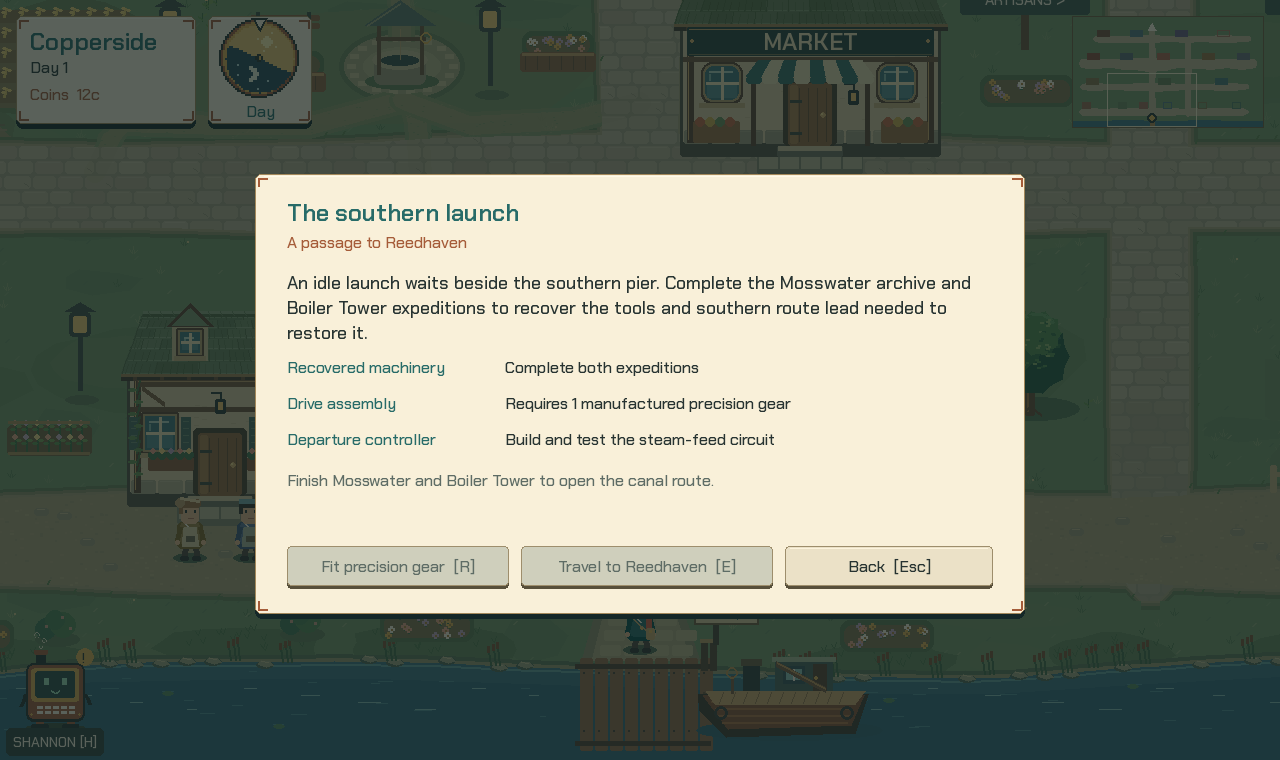 Copperside
Day 1
Coins 12c
Day
MARKET
ARTISANS >
The southern launch
A passage to Reedhaven
An idle launch waits beside the southern pier. Complete the Mosswater archive and
Boiler Tower expeditions to recover the tools and southern route lead needed to
restore it.
Recovered machinery Complete both expeditions
Drive assembly Requires 1 manufactured precision gear
Departure controller Build and test the steam-feed circuit
Finish Mosswater and Boiler Tower to open the canal route.
Fit precision gear [R] Travel to Reedhaven [E] Back [Esc]
!
SHANNON [H]